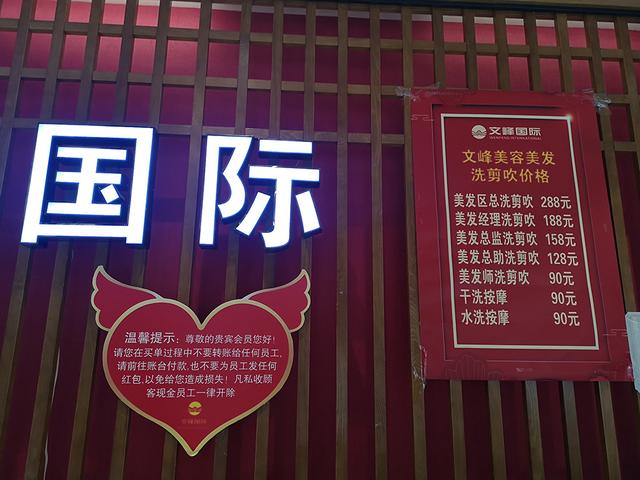 国际
温馨提示：尊敬的贵宾会员您好！
请您在买单过程中不要转账给任何员工，
请前往账台付款，也不要为员工发任何
红包，以免给您造成损失！凡私收顾
客现金员工一律开除
文峰国际
文峰国际
WENFENG INTERNATIONAL
文峰美容美发
洗剪吹价格
美发区总洗剪吹 288元
美发经理洗剪吹 188元
美发总监洗剪吹 158元
美发总助洗剪吹 128元
美发师洗剪吹 90元
干洗按摩 90元
水洗按摩 90元